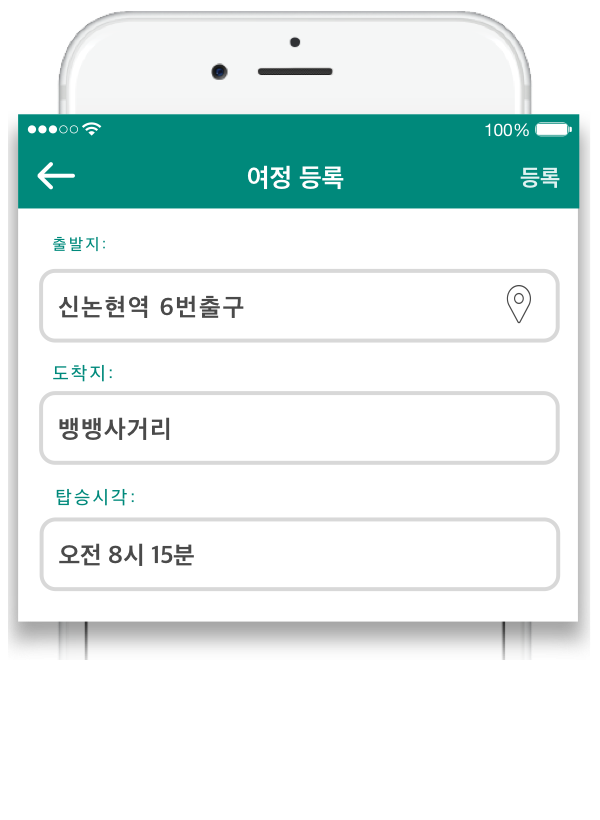 100%
여정 등록
등록
출발지:
신논현역 6번출구
도착지:
뱅뱅사거리
탑승시각:
오전 8시 15분